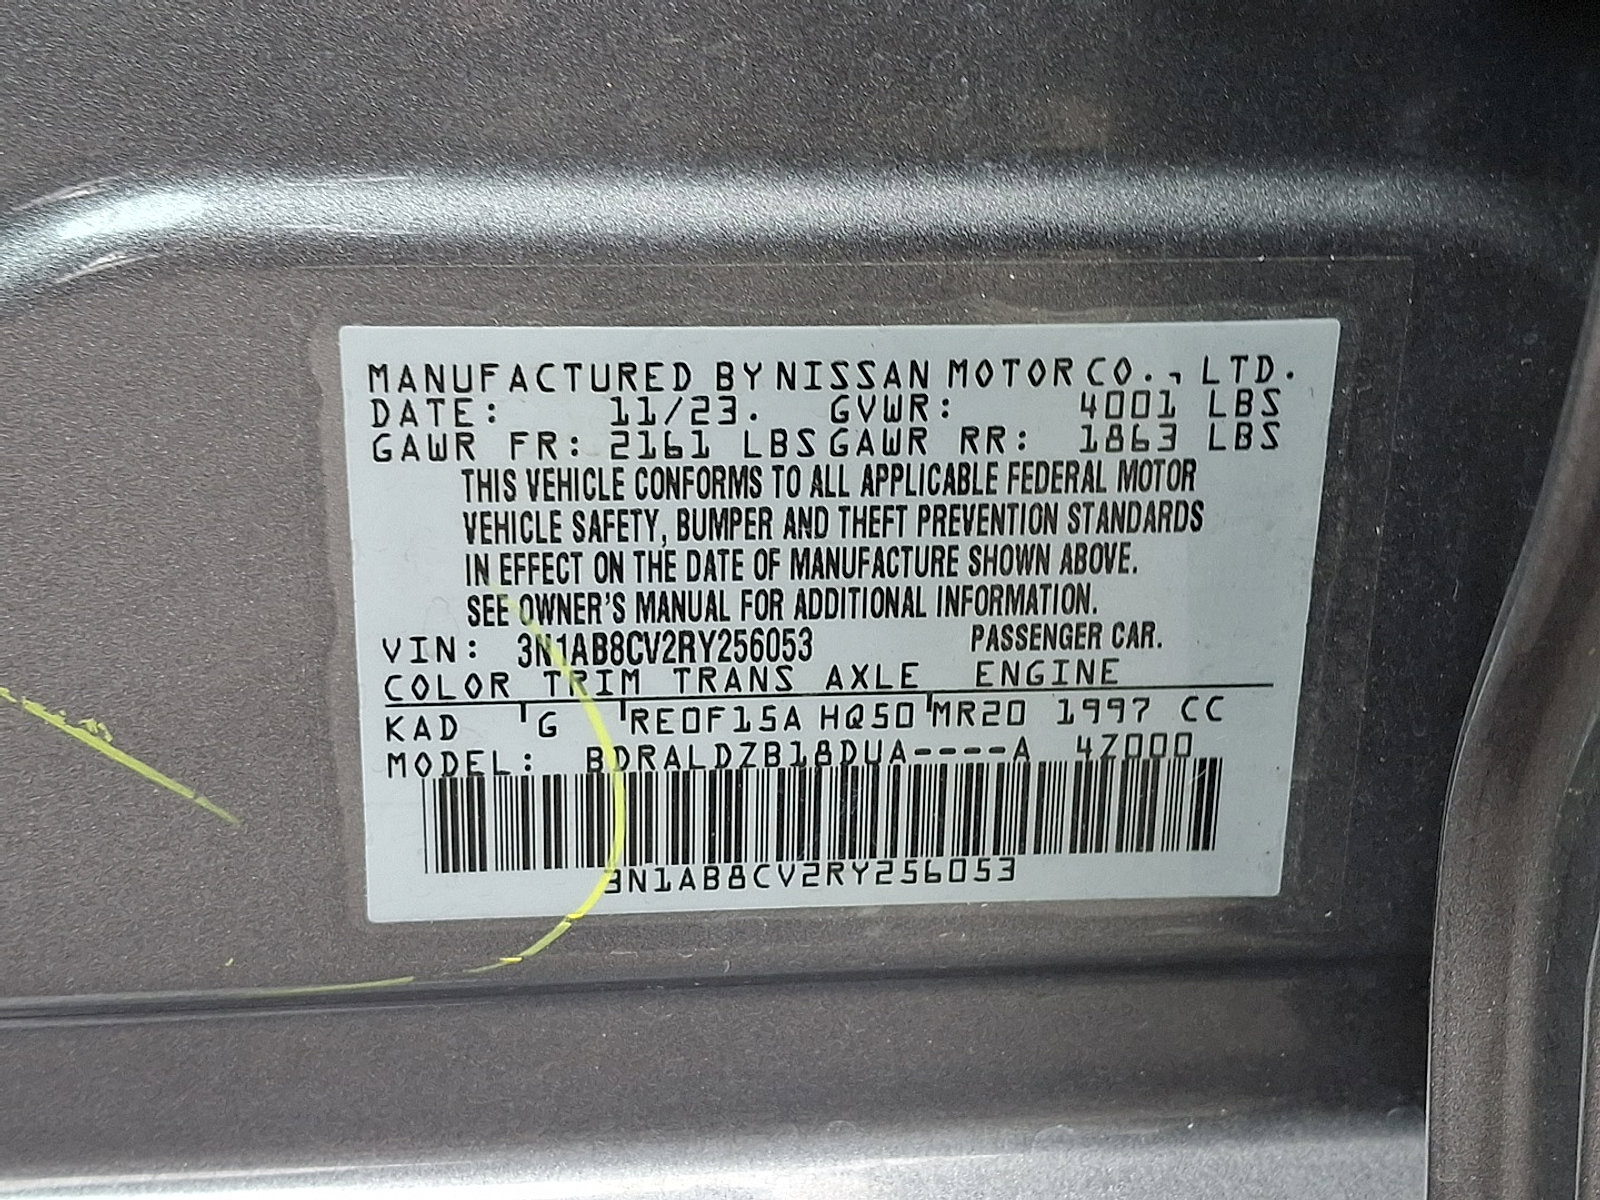 MANUFACTURED BY NISSAN MOTOR CO., LTD.
DATE: 11/23. GVWR: 4001 LBS
GAWR FR: 2161 LBS GAWR RR: 1863 LBS
THIS VEHICLE CONFORMS TO ALL APPLICABLE FEDERAL MOTOR
VEHICLE SAFETY, BUMPER AND THEFT PREVENTION STANDARDS
IN EFFECT ON THE DATE OF MANUFACTURE SHOWN ABOVE.
SEE OWNER'S MANUAL FOR ADDITIONAL INFORMATION.
VIN: 3N1AB8CV2RY256053 PASSENGER CAR.
COLOR TRIM TRANS AXLE ENGINE
KAD G RE0F15A HQ50 MR20 1997 CC
MODEL: BDRALDZB18DUA----A 4Z000
3N1AB8CV2RY256053